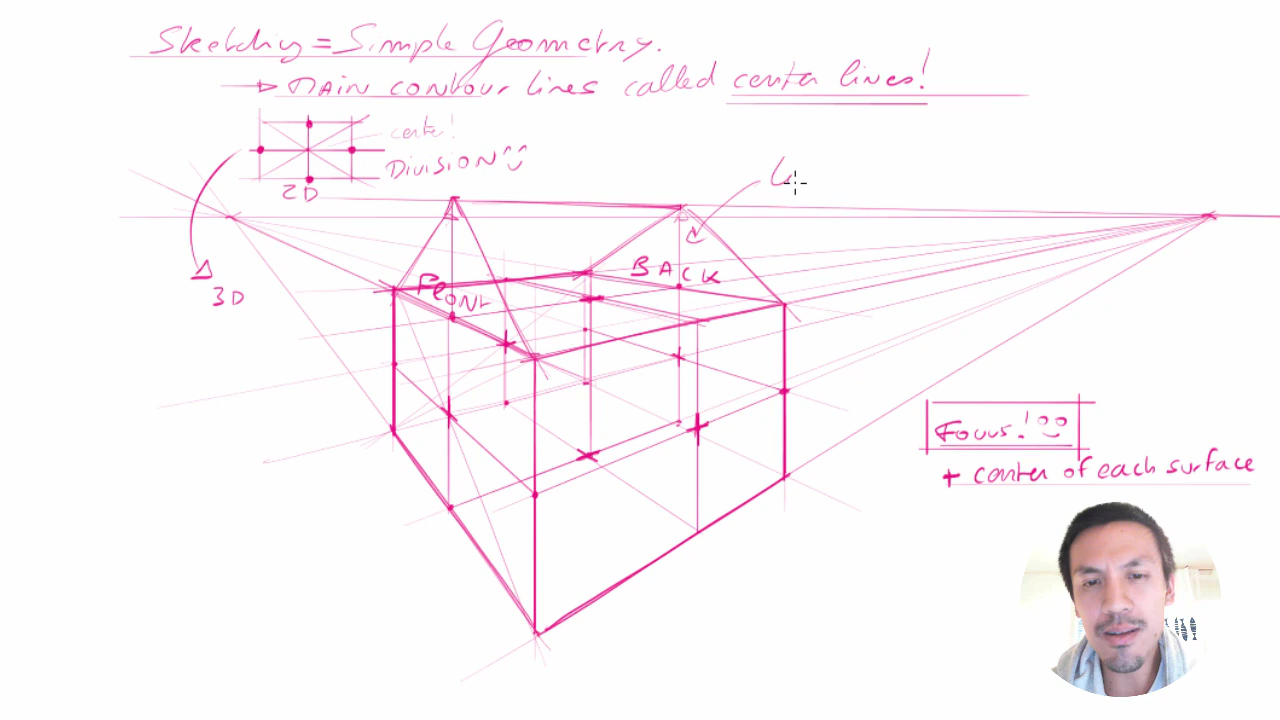 Sketching = Simple Geometry.
→ MAIN contour lines called center lines!
center!
DIVISION
2D
3D
FRONT
BACK
Focus!
+ center of each surface